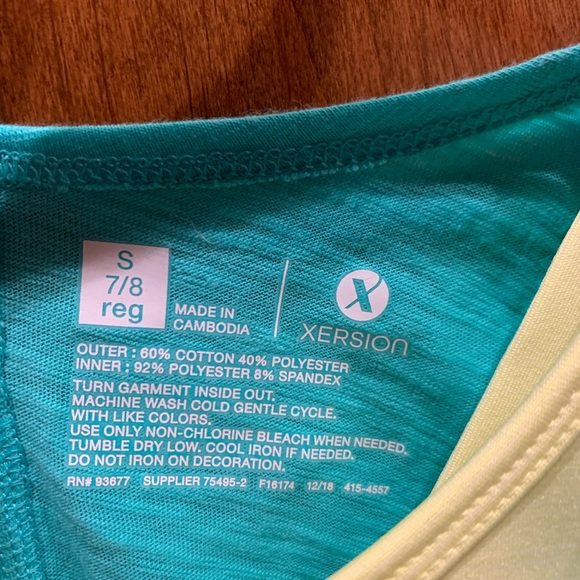 S
7/8
reg
MADE IN
CAMBODIA
X
XERSION
OUTER : 60% COTTON 40% POLYESTER
INNER : 92% POLYESTER 8% SPANDEX
TURN GARMENT INSIDE OUT.
MACHINE WASH COLD GENTLE CYCLE.
WITH LIKE COLORS.
USE ONLY NON-CHLORINE BLEACH WHEN NEEDED.
TUMBLE DRY LOW. COOL IRON IF NEEDED.
DO NOT IRON ON DECORATION.
RN# 93677 SUPPLIER 75495-2 F16174 12/18 415-4557